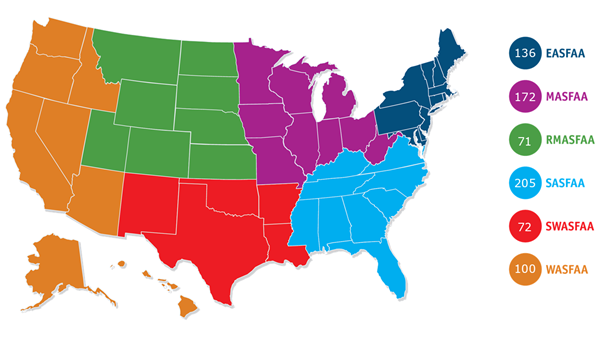 136 EASFAA
172 MASFAA
71 RMASFAA
205 SASFAA
72 SWASFAA
100 WASFAA